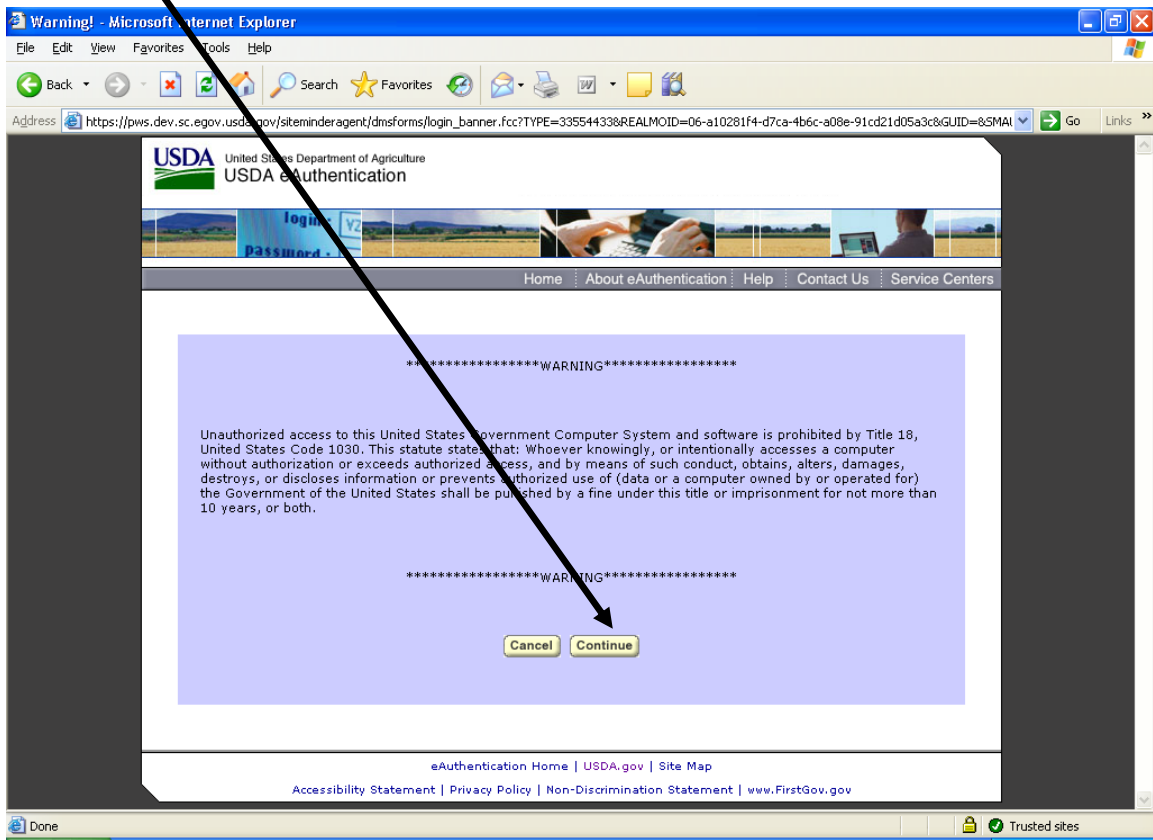 Warning! - Microsoft Internet Explorer
File Edit View Favorites Tools Help
Back Search Favorites
Address https://pws.dev.sc.egov.usda.gov/siteminderagent/dmsforms/login_banner.fcc?TYPE=33554433&REALMOID=06-a10281f4-d7ca-4b6c-a08e-91cd21d05a3c&GUID=&SMAU Go Links »
USDA United States Department of Agriculture
USDA eAuthentication
login:
password:
Home About eAuthentication Help Contact Us Service Centers
*****************WARNING*****************
Unauthorized access to this United States Government Computer System and software is prohibited by Title 18,
United States Code 1030. This statute states that: Whoever knowingly, or intentionally accesses a computer
without authorization or exceeds authorized access, and by means of such conduct, obtains, alters, damages,
destroys, or discloses information or prevents authorized use of (data or a computer owned by or operated for)
the Government of the United States shall be punished by a fine under this title or imprisonment for not more than
10 years, or both.
*****************WARNING*****************
Cancel Continue
eAuthentication Home | USDA.gov | Site Map
Accessibility Statement | Privacy Policy | Non-Discrimination Statement | www.FirstGov.gov
Done Trusted sites